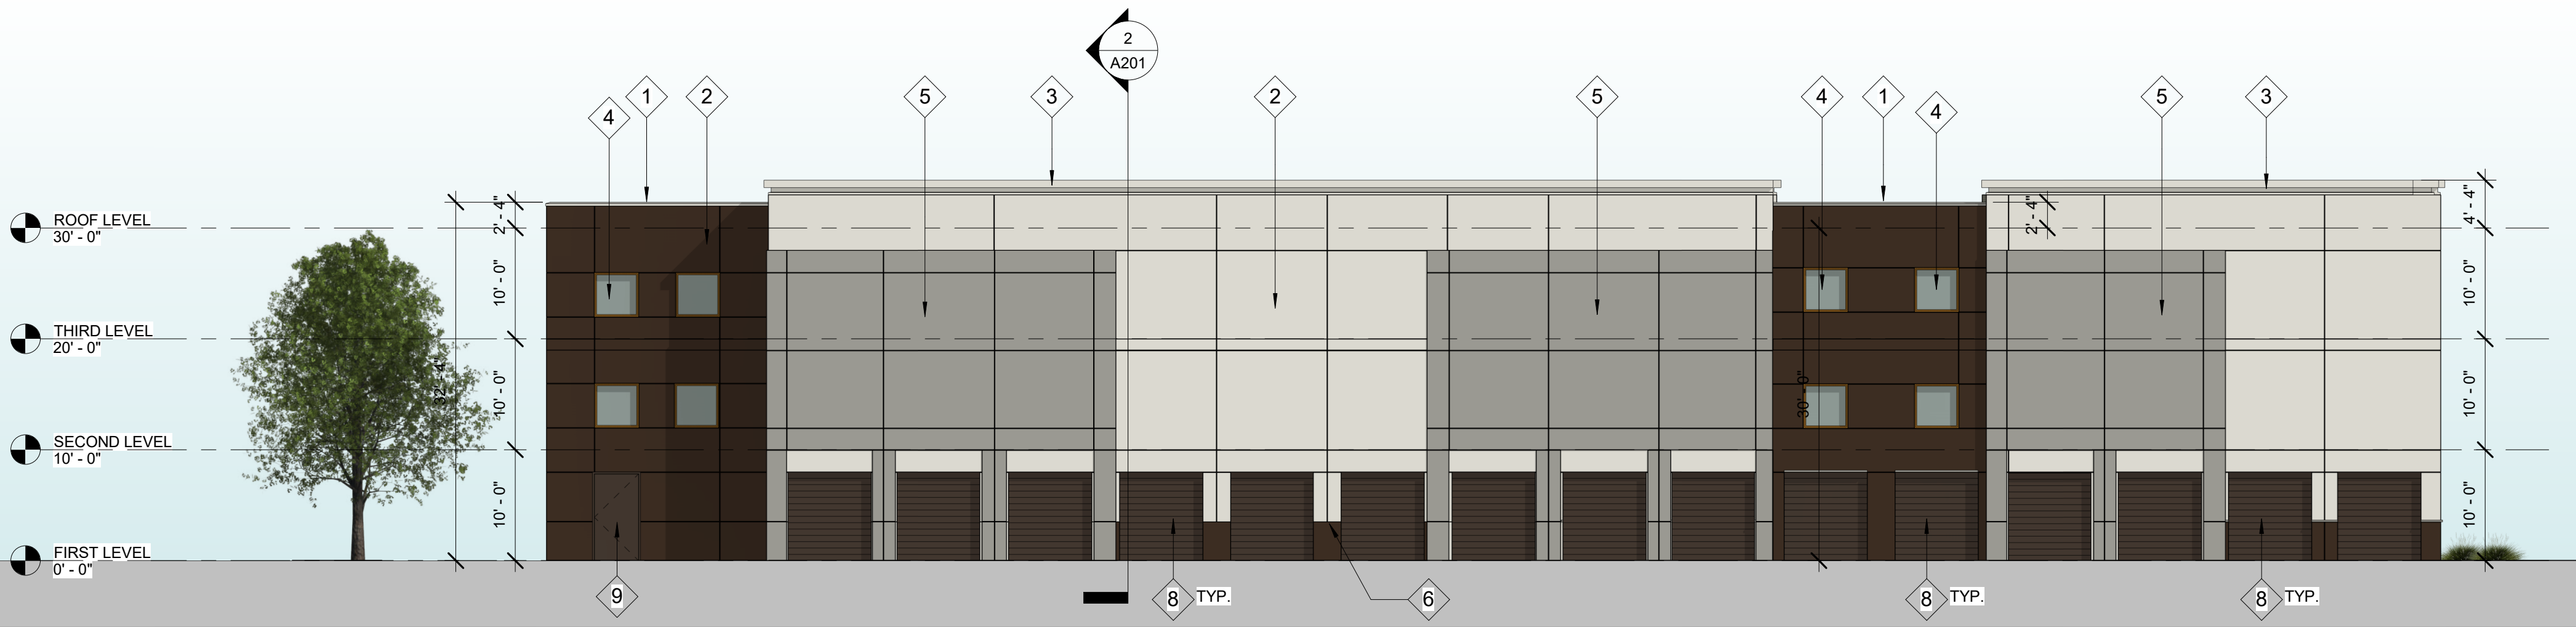 2
A201
4
1
2
5
3
2
5
4
1
4
5
3
ROOF LEVEL
30' - 0"
THIRD LEVEL
20' - 0"
SECOND LEVEL
10' - 0"
FIRST LEVEL
0' - 0"
32' - 4"
2' - 4"
10' - 0"
10' - 0"
10' - 0"
30' - 0"
2' - 4"
4' - 4"
10' - 0"
10' - 0"
10' - 0"
9
8 TYP.
6
8 TYP.
8 TYP.